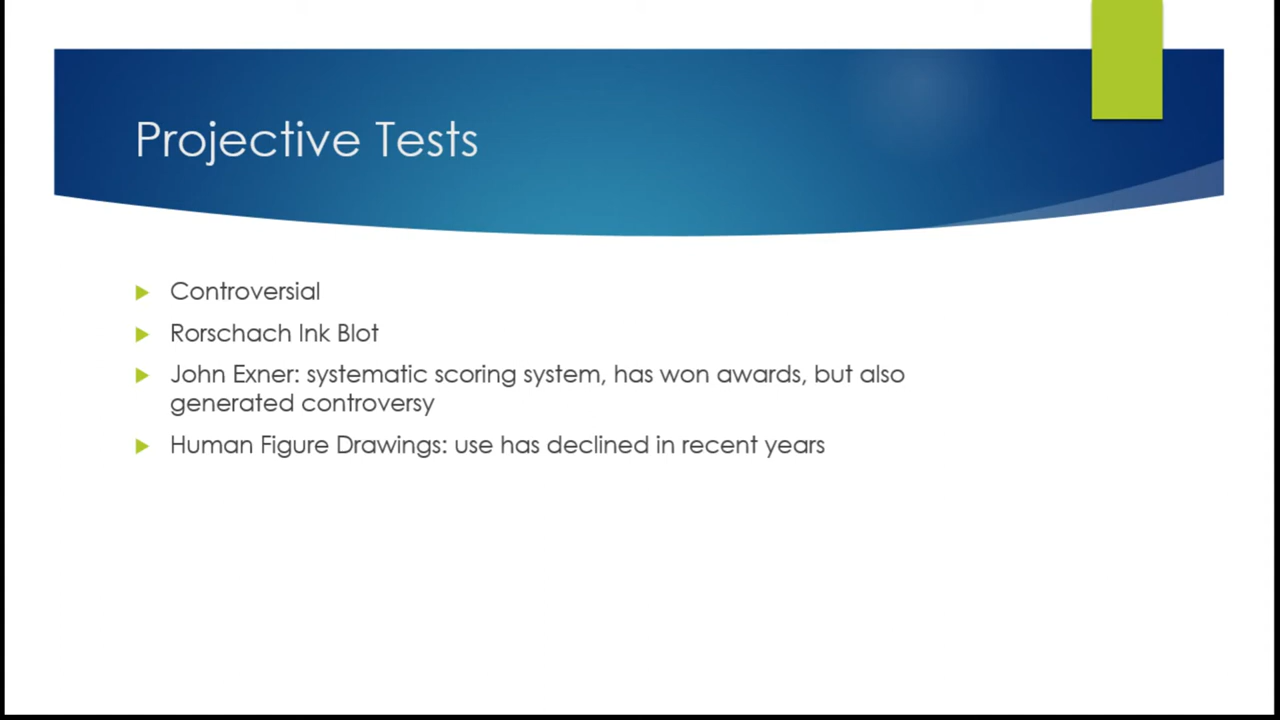 Projective Tests
Controversial
Rorschach Ink Blot
John Exner: systematic scoring system, has won awards, but also
generated controversy
Human Figure Drawings: use has declined in recent years